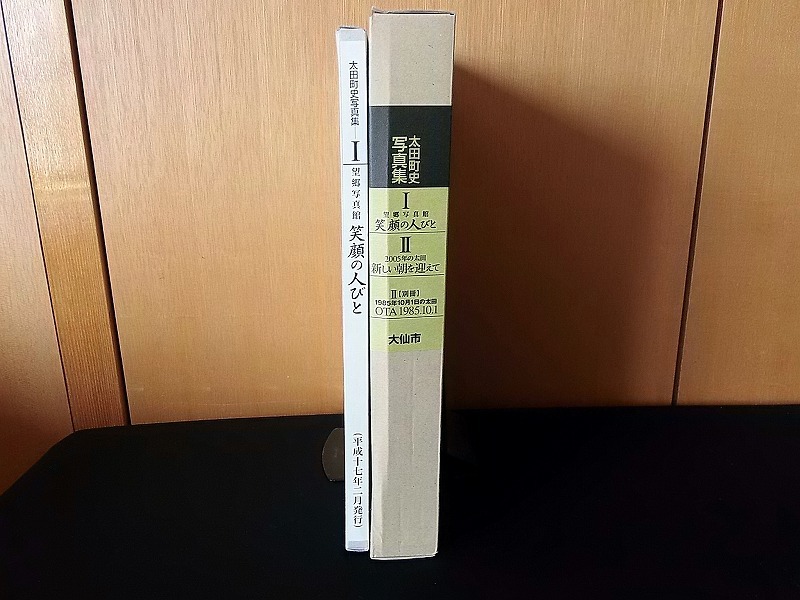 太田町史写真集―I
望郷写真館
笑顔の人びと
(平成十七年二月発行)
太田町史
写真集
I
望郷写真館
笑顔の人びと
II
2005年の太田
新しい朝を迎えて
II【別冊】
1985年10月1日の太田
OTA 1985.10.1
大仙市